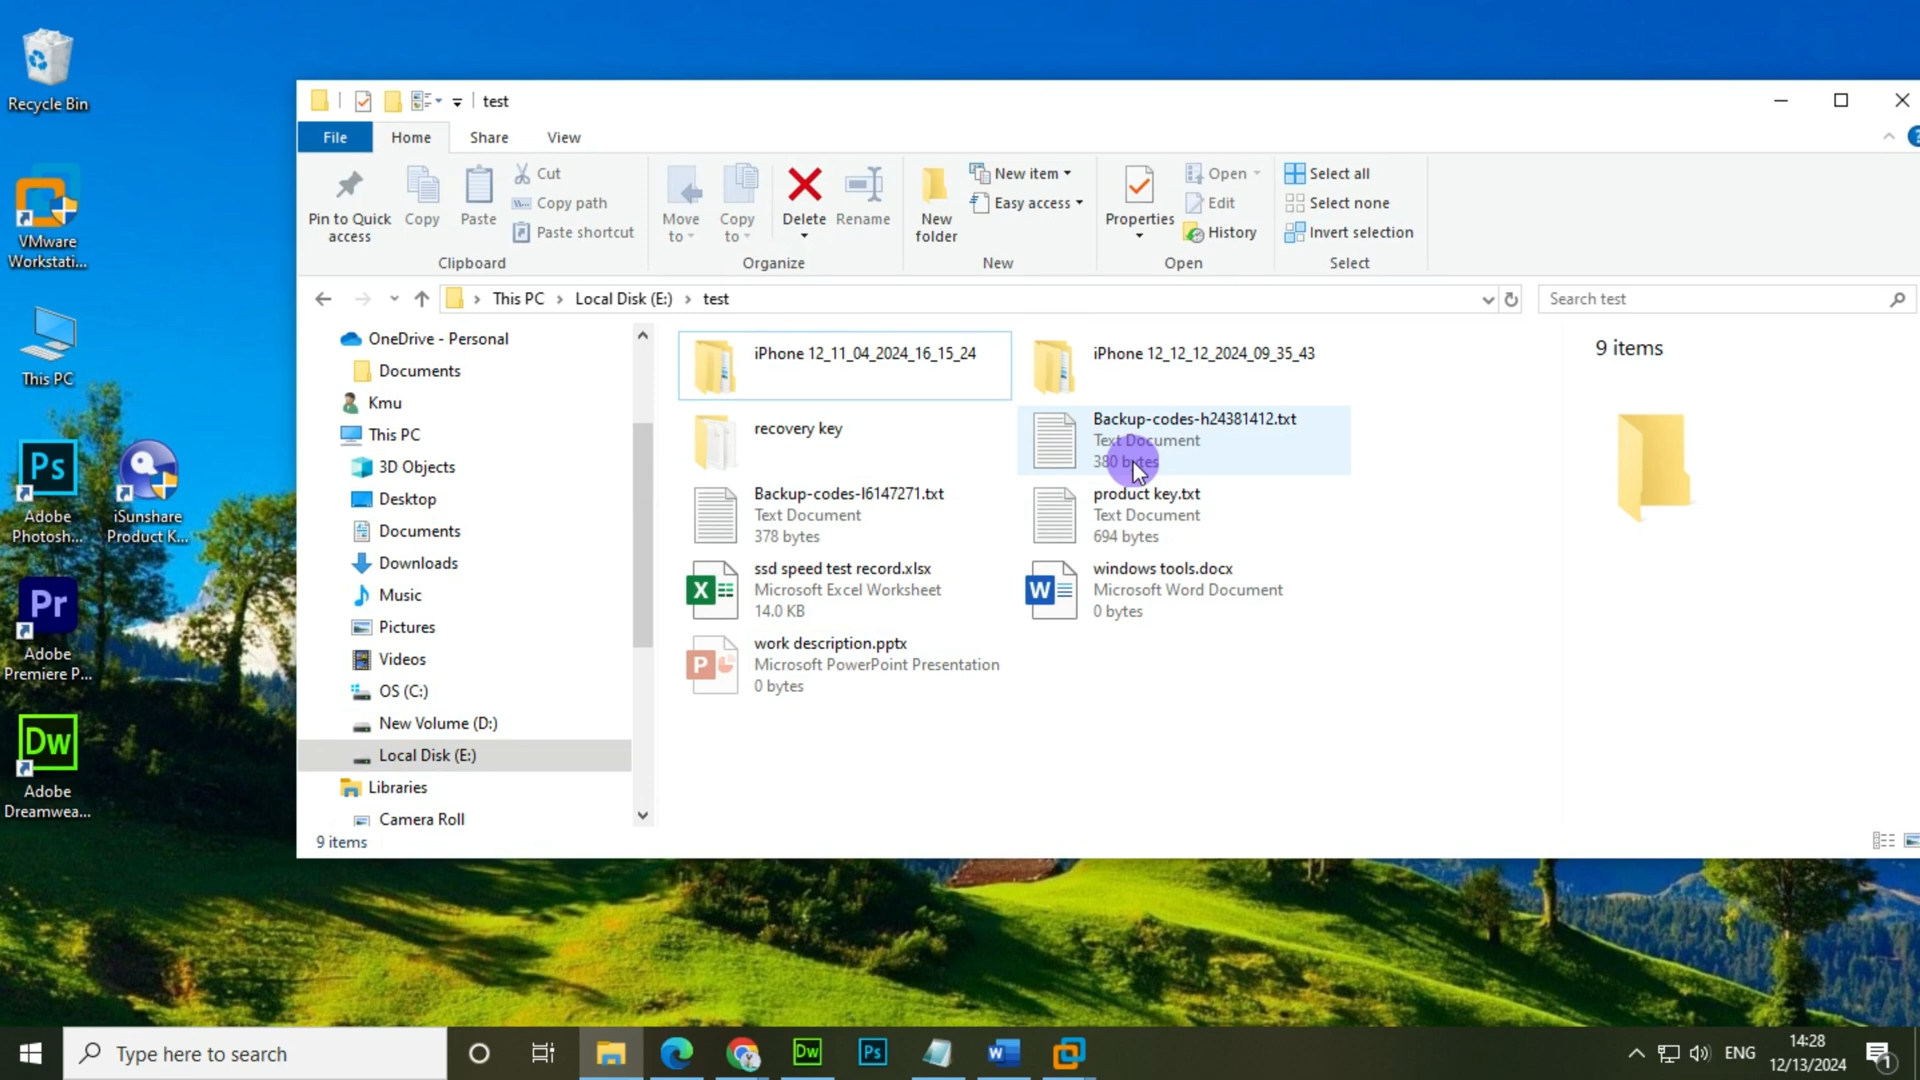 Recycle Bin
VMware
Workstati...
This PC
Ps
Adobe
Photosh...
iSunshare
Product K...
Pr
Adobe
Premiere P...
Dw
Adobe
Dreamwea...
test
File
Home
Share
View
Pin to Quick
access
Copy
Paste
Cut
Copy path
Paste shortcut
Clipboard
Move
to
Copy
to
Delete
Rename
Organize
New
folder
New item
Easy access
New
Properties
Open
Edit
History
Open
Select all
Select none
Invert selection
Select
This PC
Local Disk (E:)
test
Search test
OneDrive - Personal
Documents
Kmu
This PC
3D Objects
Desktop
Documents
Downloads
Music
Pictures
Videos
OS (C:)
New Volume (D:)
Local Disk (E:)
Libraries
Camera Roll
iPhone 12_11_04_2024_16_15_24
iPhone 12_12_12_2024_09_35_43
recovery key
Backup-codes-h24381412.txt
Text Document
380 bytes
Backup-codes-l6147271.txt
Text Document
378 bytes
product key.txt
Text Document
694 bytes
X
ssd speed test record.xlsx
Microsoft Excel Worksheet
14.0 KB
W
windows tools.docx
Microsoft Word Document
0 bytes
P
work description.pptx
Microsoft PowerPoint Presentation
0 bytes
9 items
9 items
Type here to search
Dw
Ps
W
ENG
14:28
12/13/2024
1